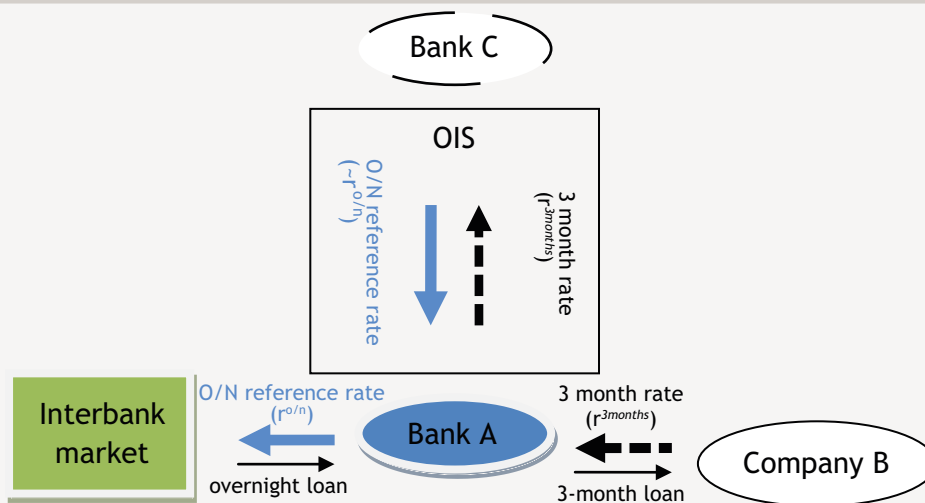 Bank C
OIS
O/N reference rate
(~r^o/n)
3 month rate
(r^3months)
O/N reference rate
(r^o/n)
3 month rate
(r^3months)
Interbank
market
Bank A
Company B
overnight loan
3-month loan